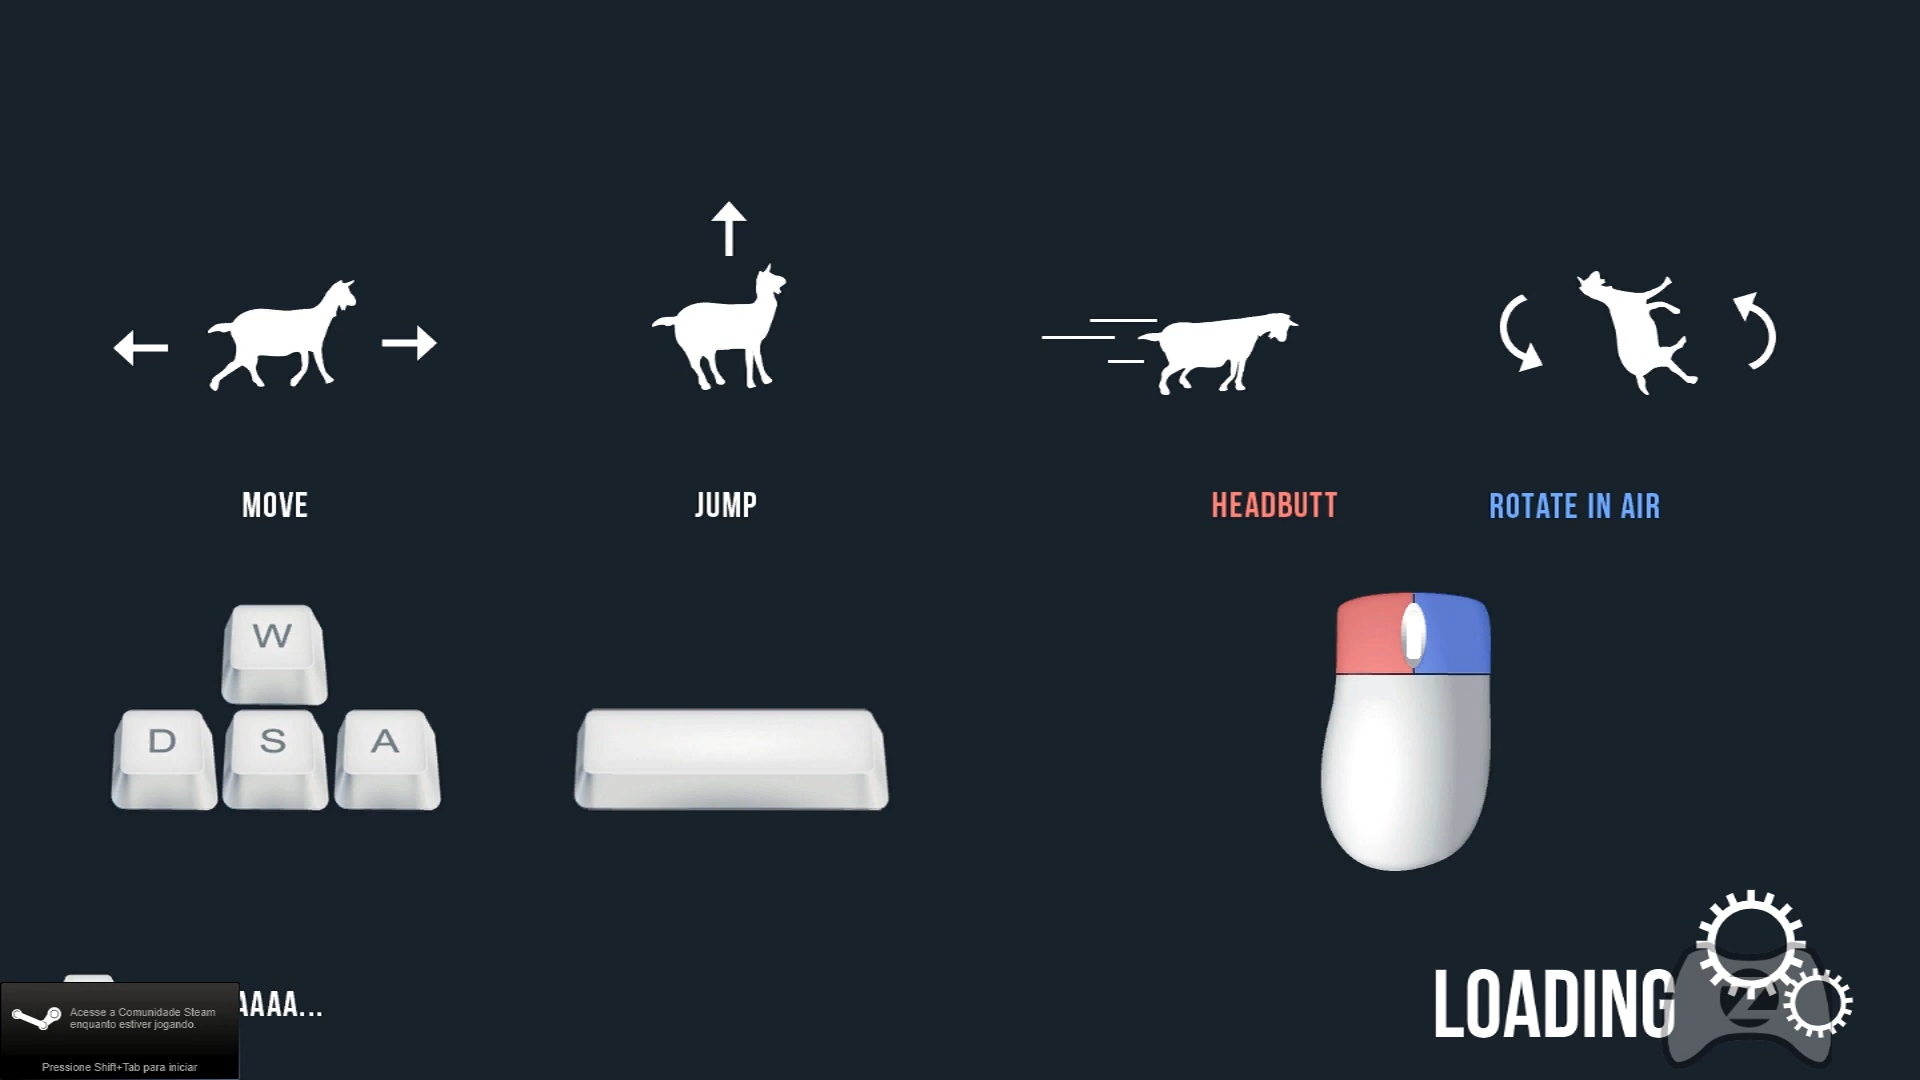 MOVE
JUMP
HEADBUTT
ROTATE IN AIR
W
D S A
AAAA...
LOADING
Acesse a Comunidade Steam
enquanto estiver jogando.
Pressione Shift+Tab para iniciar